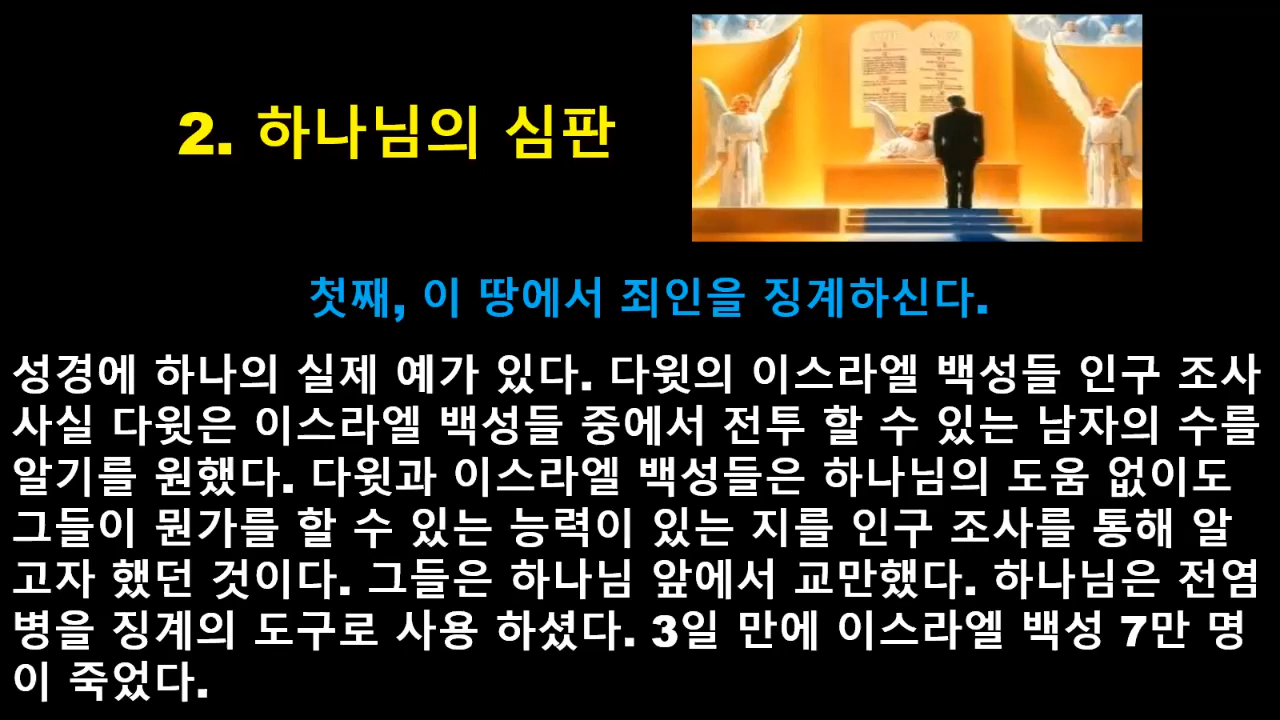 2. 하나님의 심판
첫째, 이 땅에서 죄인을 징계하신다.
성경에 하나의 실제 예가 있다. 다윗의 이스라엘 백성들 인구 조사
사실 다윗은 이스라엘 백성들 중에서 전투 할 수 있는 남자의 수를
알기를 원했다. 다윗과 이스라엘 백성들은 하나님의 도움 없이도
그들이 뭔가를 할 수 있는 능력이 있는 지를 인구 조사를 통해 알
고자 했던 것이다. 그들은 하나님 앞에서 교만했다. 하나님은 전염
병을 징계의 도구로 사용 하셨다. 3일 만에 이스라엘 백성 7만 명
이 죽었다.